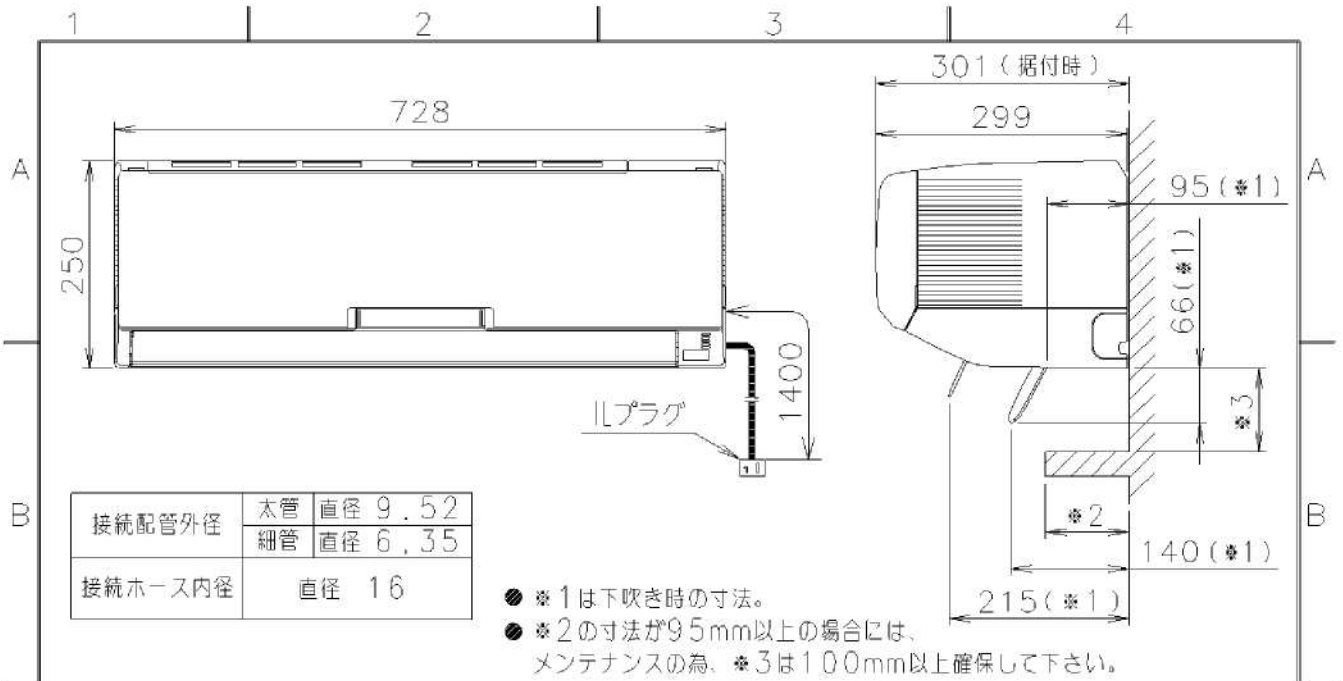 1 2 3 4
301(据付時)
728
299
A
A
95(※1)
250
66(※1)
1400
※3
ILプラグ
1
B
B
接続配管外径 太管 直径 9.52
細管 直径 6.35
接続ホース内径 直径 16
※2
140(※1)
215(※1)
● ※1は下吹き時の寸法。
● ※2の寸法が95mm以上の場合には、
メンテナンスの為、※3は100mm以上確保して下さい。